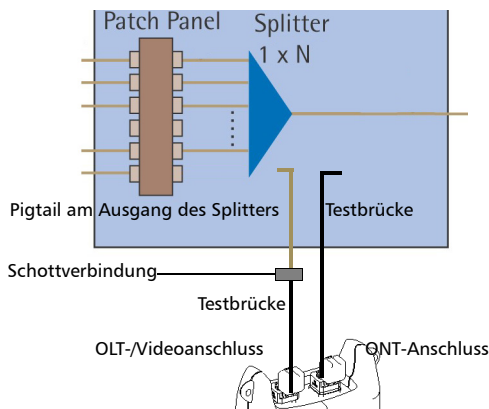 Patch Panel
Splitter
1 x N
Pigtail am Ausgang des Splitters
Testbrücke
Schottverbindung
Testbrücke
OLT-/Videoanschluss
ONT-Anschluss